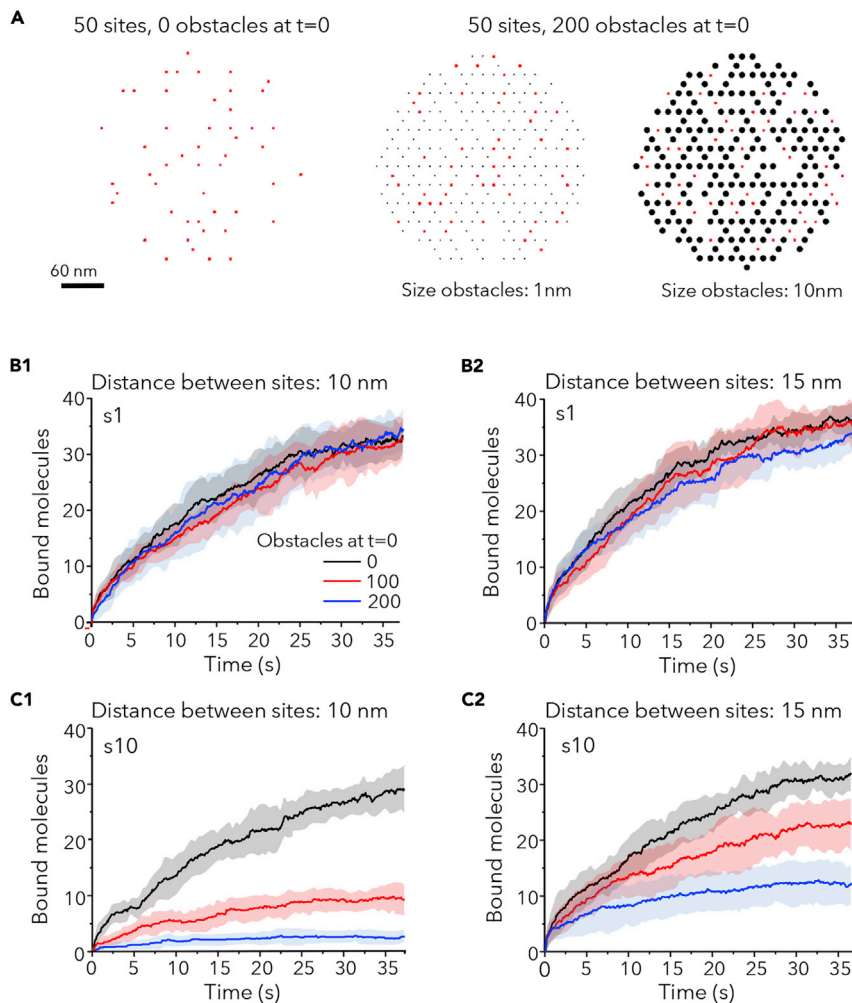 A
50 sites, 0 obstacles at t=0
50 sites, 200 obstacles at t=0
60 nm
Size obstacles: 1nm
Size obstacles: 10nm
B1
Distance between sites: 10 nm
s1
Bound molecules
40
30
20
10
0
Obstacles at t=0
0
100
200
0 5 10 15 20 25 30 35
Time (s)
B2
Distance between sites: 15 nm
s1
Bound molecules
40
30
20
10
0
0 5 10 15 20 25 30 35
Time (s)
C1
Distance between sites: 10 nm
s10
Bound molecules
40
30
20
10
0
0 5 10 15 20 25 30 35
Time (s)
C2
Distance between sites: 15 nm
s10
Bound molecules
40
30
20
10
0
0 5 10 15 20 25 30 35
Time (s)